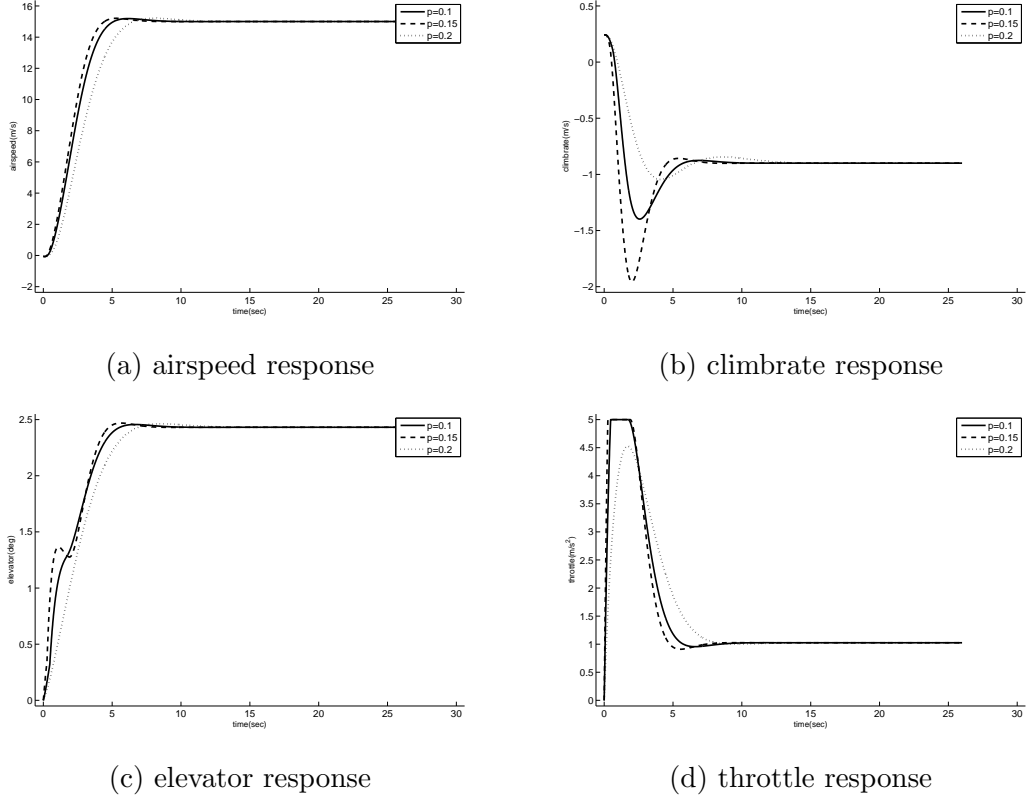 16
14
12
10
8
6
4
2
0
−2
airspeed(m/s)
0 5 10 15 20 25 30
time(sec)
p=0.1
p=0.15
p=0.2
(a) airspeed response
0.5
0
−0.5
−1
−1.5
−2
climbrate(m/s)
0 5 10 15 20 25 30
time(sec)
p=0.1
p=0.15
p=0.2
(b) climbrate response
2.5
2
1.5
1
0.5
0
elevator(deg)
0 5 10 15 20 25 30
time(sec)
p=0.1
p=0.15
p=0.2
(c) elevator response
5
4.5
4
3.5
3
2.5
2
1.5
1
0.5
0
throttle(m/s²)
0 5 10 15 20 25 30
time(sec)
p=0.1
p=0.15
p=0.2
(d) throttle response